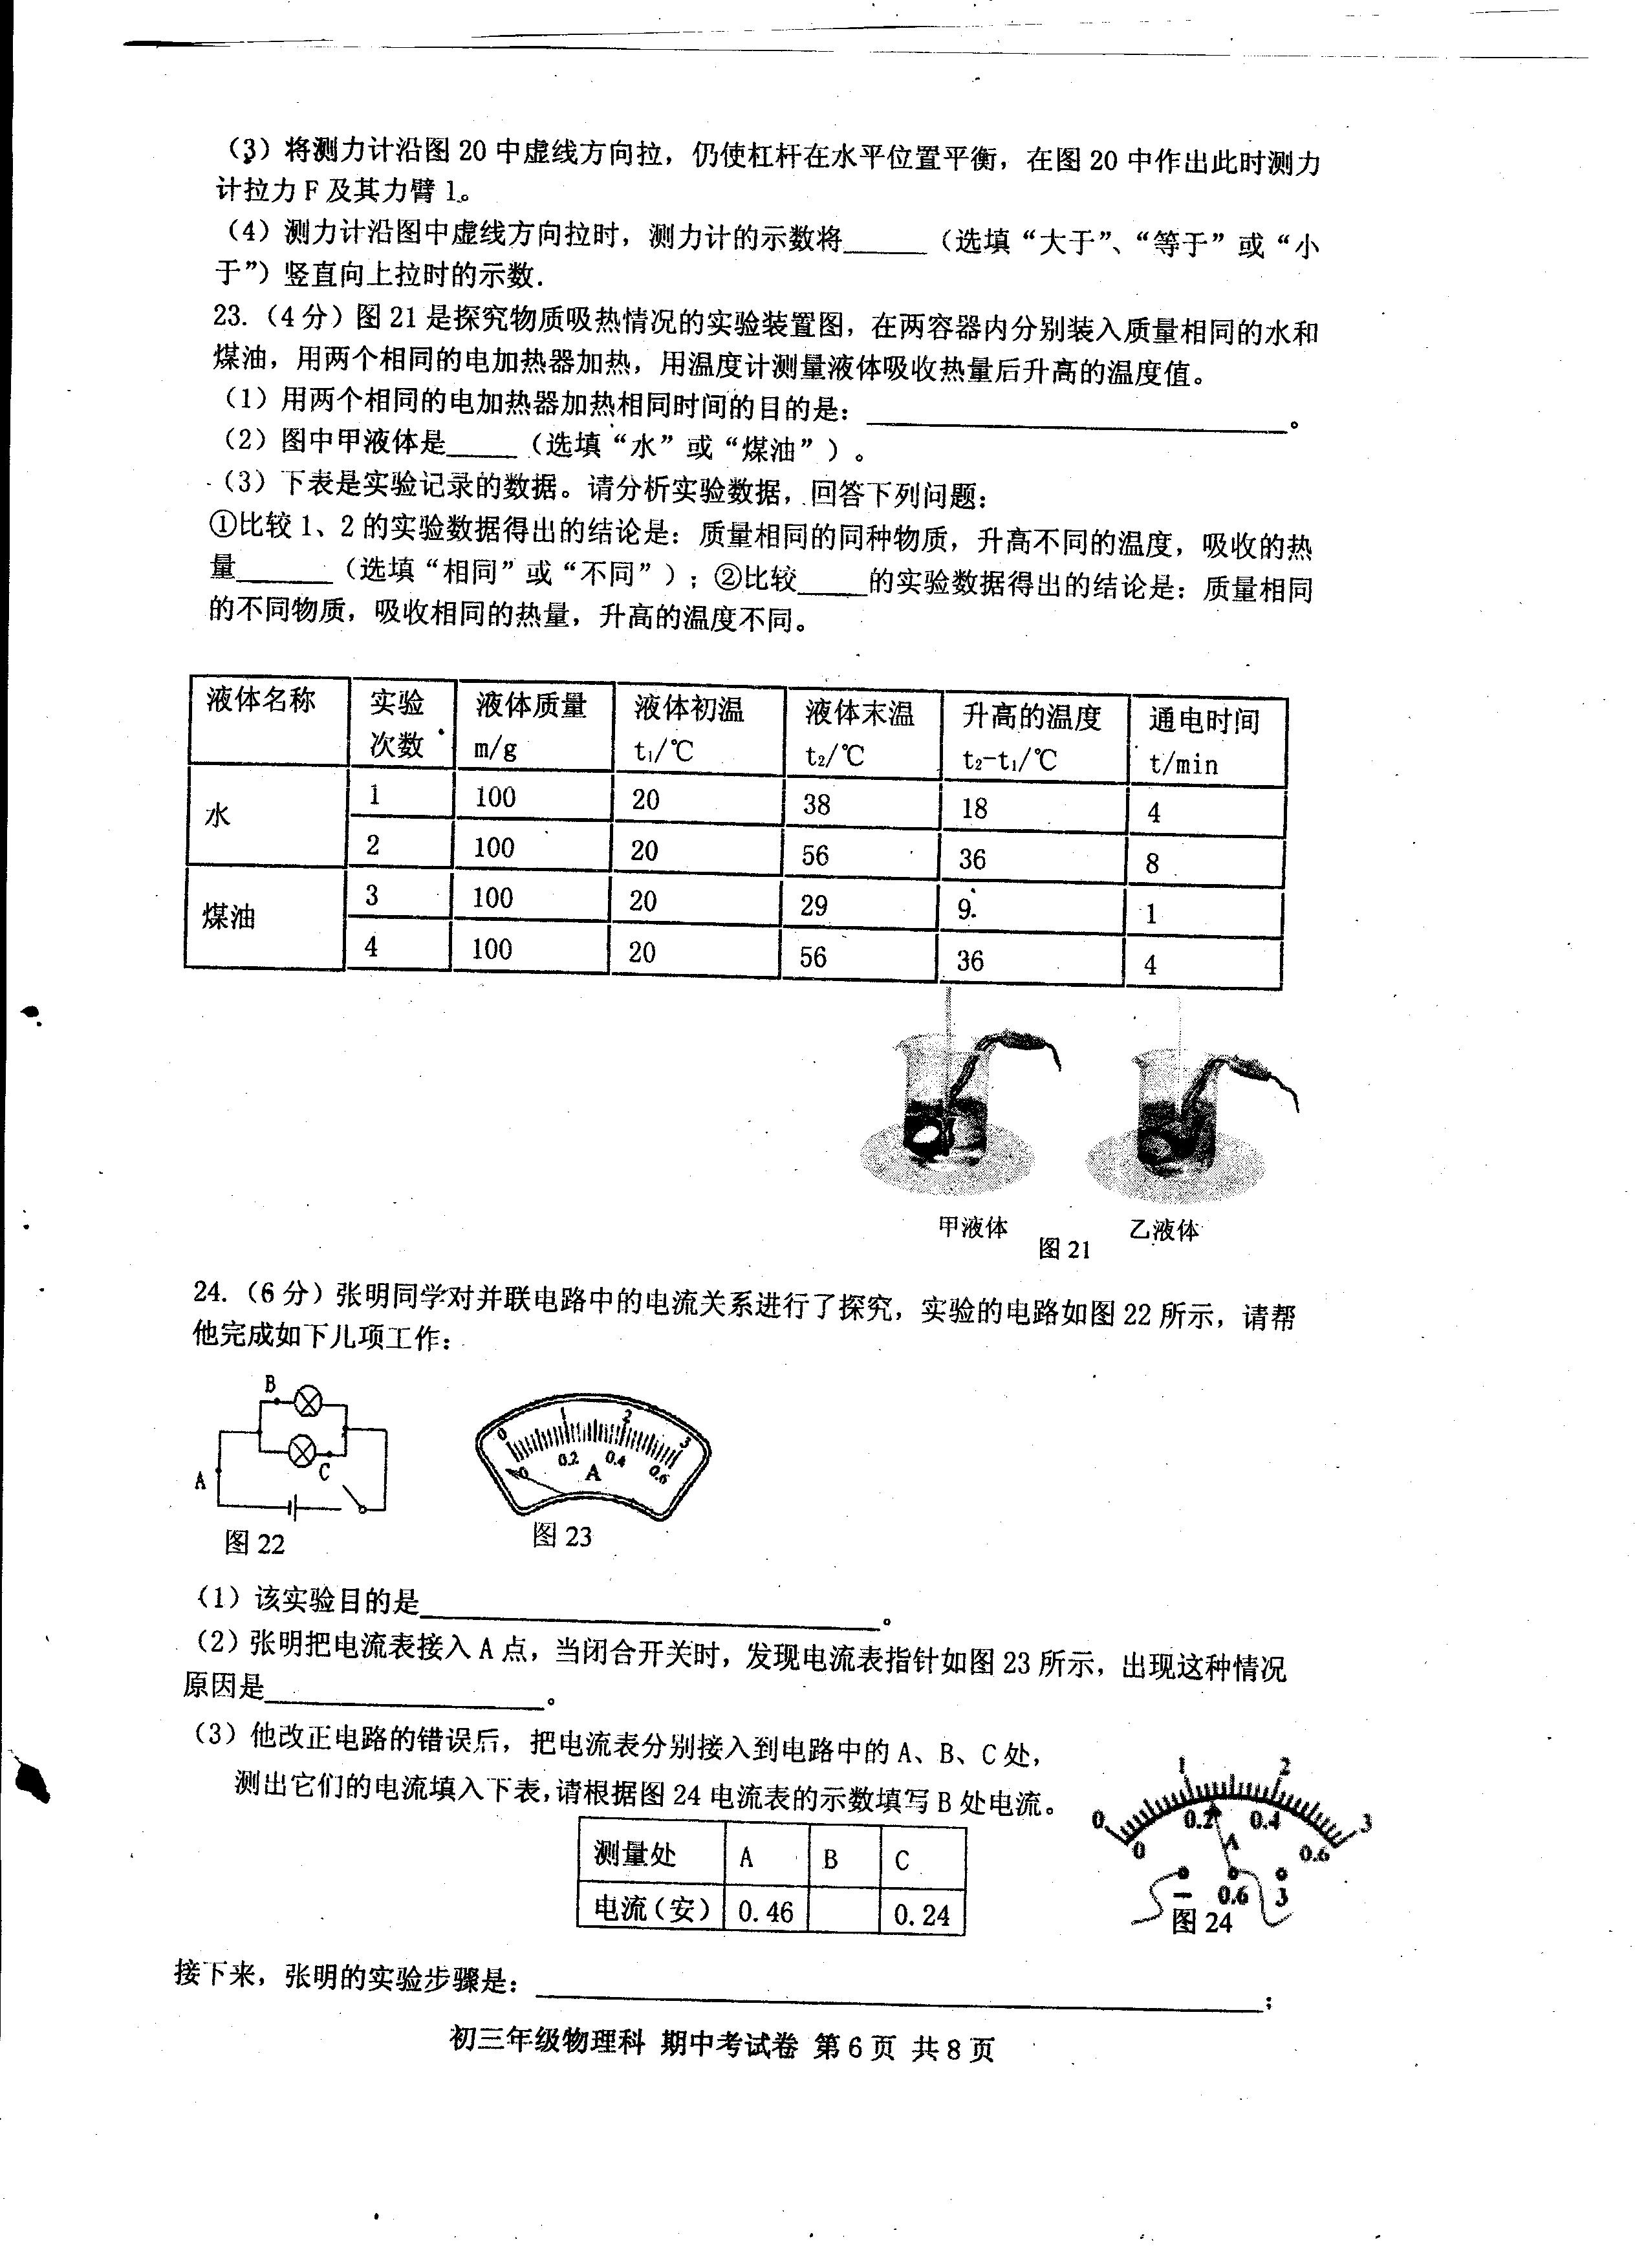 （3）将测力计沿图 20 中虚线方向拉，仍使杠杆在水平位置平衡，在图 20 中作出此时测力
计拉力 F 及其力臂 l。
（4）测力计沿图中虚线方向拉时，测力计的示数将______（选填“大于”、“等于”或“小
于”）竖直向上拉时的示数.
23.（4 分）图 21 是探究物质吸热情况的实验装置图，在两容器内分别装入质量相同的水和
煤油，用两个相同的电加热器加热，用温度计测量液体吸收热量后升高的温度值。
（1）用两个相同的电加热器加热相同时间的目的是：______________________________。
（2）图中甲液体是_____（选填“水”或“煤油”）。
（3）下表是实验记录的数据。请分析实验数据，回答下列问题：
①比较 1、2 的实验数据得出的结论是：质量相同的同种物质，升高不同的温度，吸收的热
量______（选填“相同”或“不同”）；②比较_____的实验数据得出的结论是：质量相同
的不同物质，吸收相同的热量，升高的温度不同。
液体名称 实验次数 液体质量 m/g 液体初温 t₁/℃ 液体末温 t₂/℃ 升高的温度 t₂-t₁/℃ 通电时间 t/min
水 1 100 20 38 18 4
2 100 20 56 36 8
煤油 3 100 20 29 9. 1
4 100 20 56 36 4
甲液体 乙液体
图 21
24.（6 分）张明同学对并联电路中的电流关系进行了探究，实验的电路如图 22 所示，请帮
他完成如下几项工作：
B
C
A
图 22
0 1 2 3
0 0.2 0.4 0.6
A
图 23
（1）该实验目的是______________________________。
（2）张明把电流表接入 A 点，当闭合开关时，发现电流表指针如图 23 所示，出现这种情况
原因是____________________。
（3）他改正电路的错误后，把电流表分别接入到电路中的 A、B、C 处，
测出它们的电流填入下表，请根据图 24 电流表的示数填写 B 处电流。
测量处 A B C
电流（安） 0.46 0.24
0 1 2 3
0 0.2 0.4 0.6
A
− 0.6 3
图 24
接下来，张明的实验步骤是：__________________________________________________；
初三年级物理科 期中考试卷 第 6 页 共 8 页